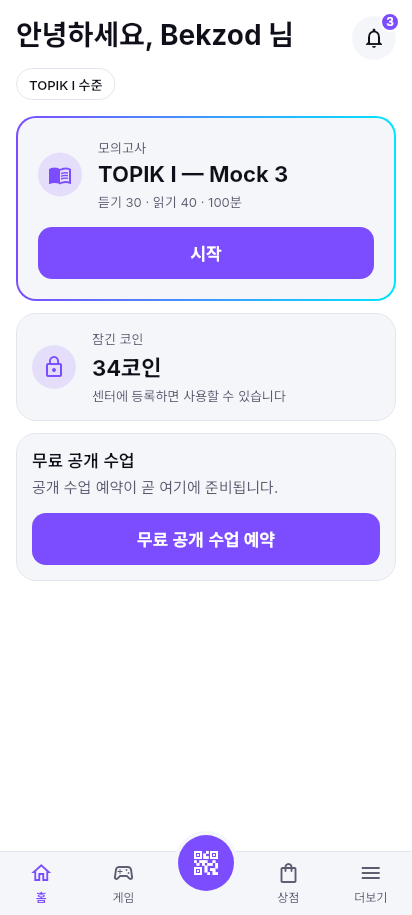 안녕하세요, Bekzod 님
3
TOPIK I 수준
모의고사
TOPIK I — Mock 3
듣기 30 · 읽기 40 · 100분
시작
잠긴 코인
34코인
센터에 등록하면 사용할 수 있습니다
무료 공개 수업
공개 수업 예약이 곧 여기에 준비됩니다.
무료 공개 수업 예약
홈
게임
상점
더보기